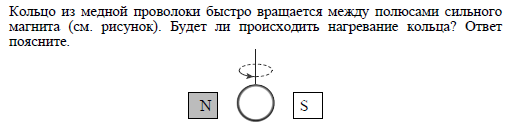 Кольцо из медной проволоки быстро вращается между полюсами сильного
магнита (см. рисунок). Будет ли происходить нагревание кольца? Ответ
поясните.
N S